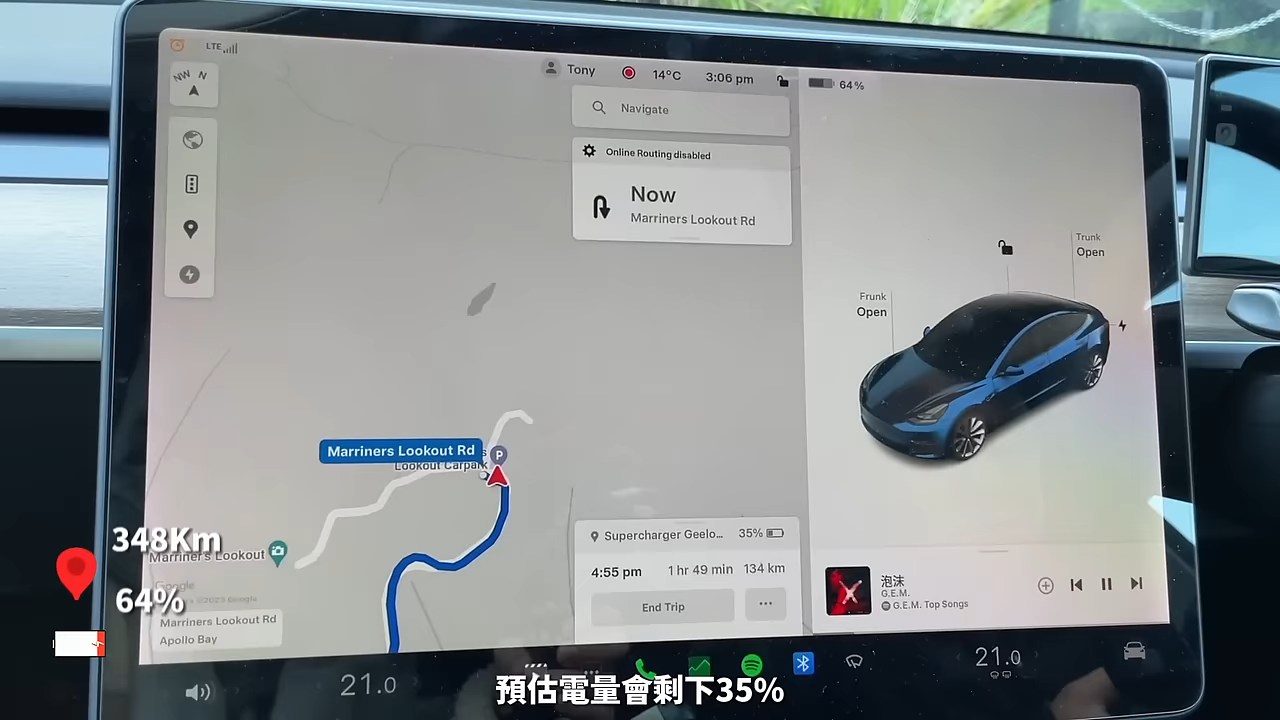 LTE
NW N
Tony
14°C
3:06 pm
64%
Navigate
Online Routing disabled
Now
Marriners Lookout Rd
Trunk
Open
Frunk
Open
Marriners Lookout Rd
P
Lookout Carpark
348Km
Marriner's Lookout
64%
Google
©2023 Google
Marriners Lookout Rd
Apollo Bay
Supercharger Geelo...
35%
4:55 pm
1 hr 49 min
134 km
End Trip
泡沫
G.E.M.
G.E.M. Top Songs
21.0
21.0
預估電量會剩下35%